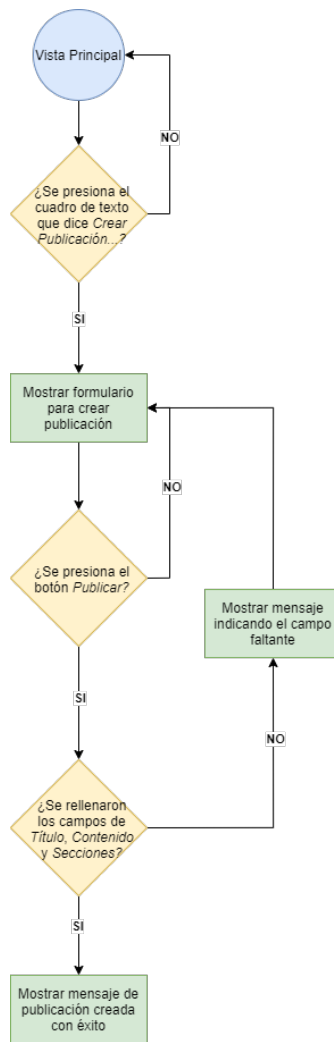 Vista Principal
NO
¿Se presiona el
cuadro de texto
que dice Crear
Publicación...?
SI
Mostrar formulario
para crear
publicación
NO
¿Se presiona el
botón Publicar?
Mostrar mensaje
indicando el campo
faltante
SI
NO
¿Se rellenaron
los campos de
Título, Contenido
y Secciones?
SI
Mostrar mensaje de
publicación creada
con éxito